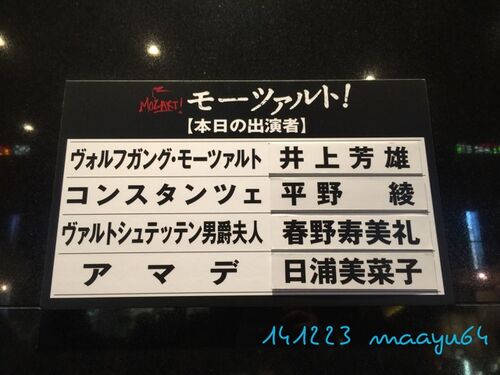 MOZART! モーツァルト!
【本日の出演者】
ヴォルフガング・モーツァルト 井上芳雄
コンスタンツェ 平野 綾
ヴァルトシュテッテン男爵夫人 春野寿美礼
アマデ 日浦美菜子
141223 maayu64